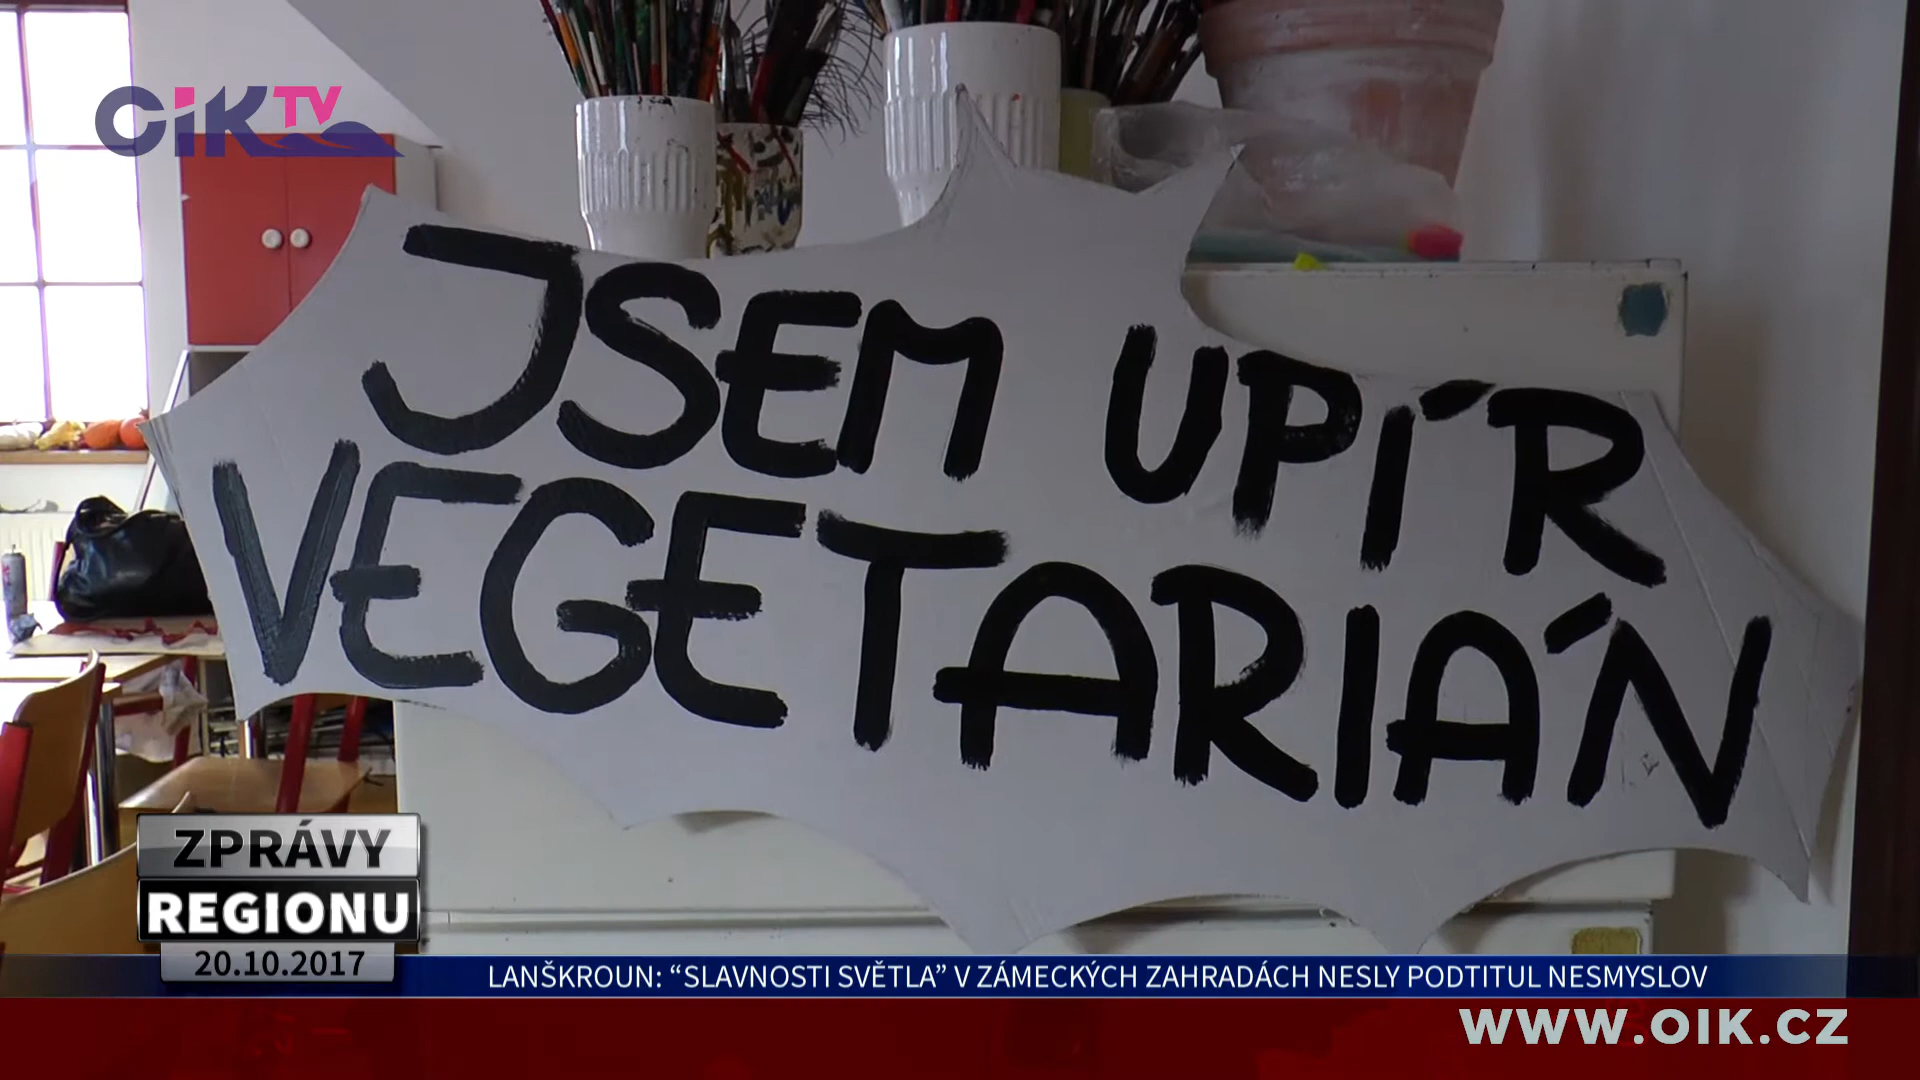 OIK TV
JSEM UPÍR
VEGETARIÁN
ZPRÁVY
REGIONU
20.10.2017
LANŠKROUN: “SLAVNOSTI SVĚTLA” V ZÁMECKÝCH ZAHRADÁCH NESLY PODTITUL NESMYSLOV
WWW.OIK.CZ